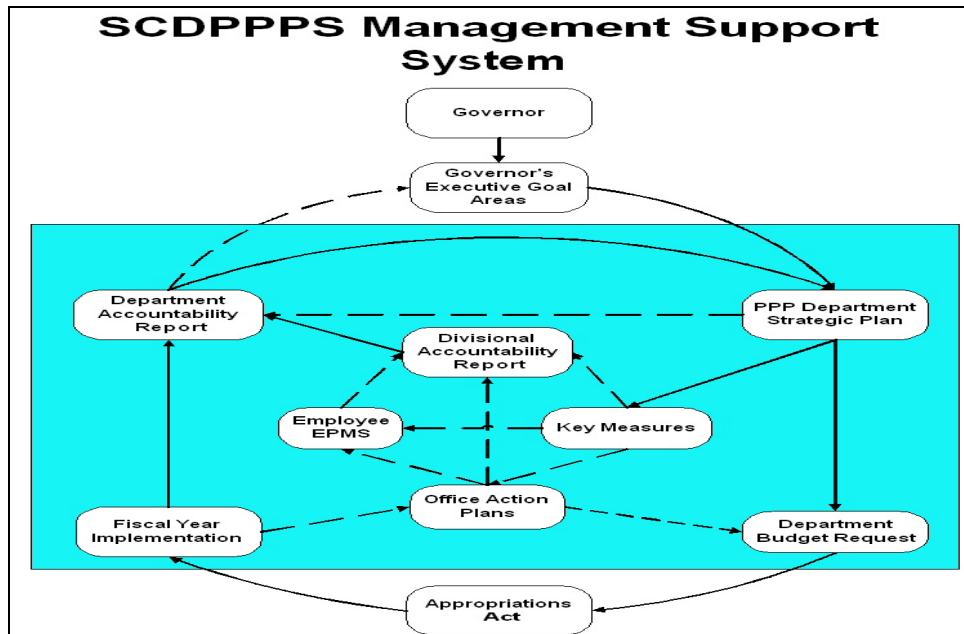 SCDPPPS Management Support
System
Governor
Governor's
Executive Goal
Areas
Department
Accountability
Report
PPP Department
Strategic Plan
Divisional
Accountability
Report
Employee
EPMS
Key Measures
Office Action
Plans
Fiscal Year
Implementation
Department
Budget Request
Appropriations
Act